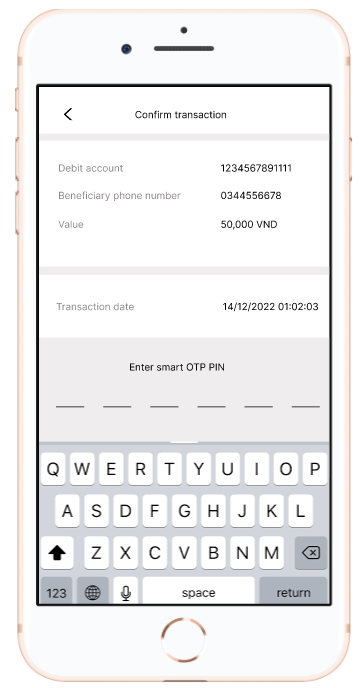 Confirm transaction
Debit account 1234567891111
Beneficiary phone number 0344556678
Value 50,000 VND
Transaction date 14/12/2022 01:02:03
Enter smart OTP PIN
Q W E R T Y U I O P
A S D F G H J K L
Z X C V B N M
123 space return